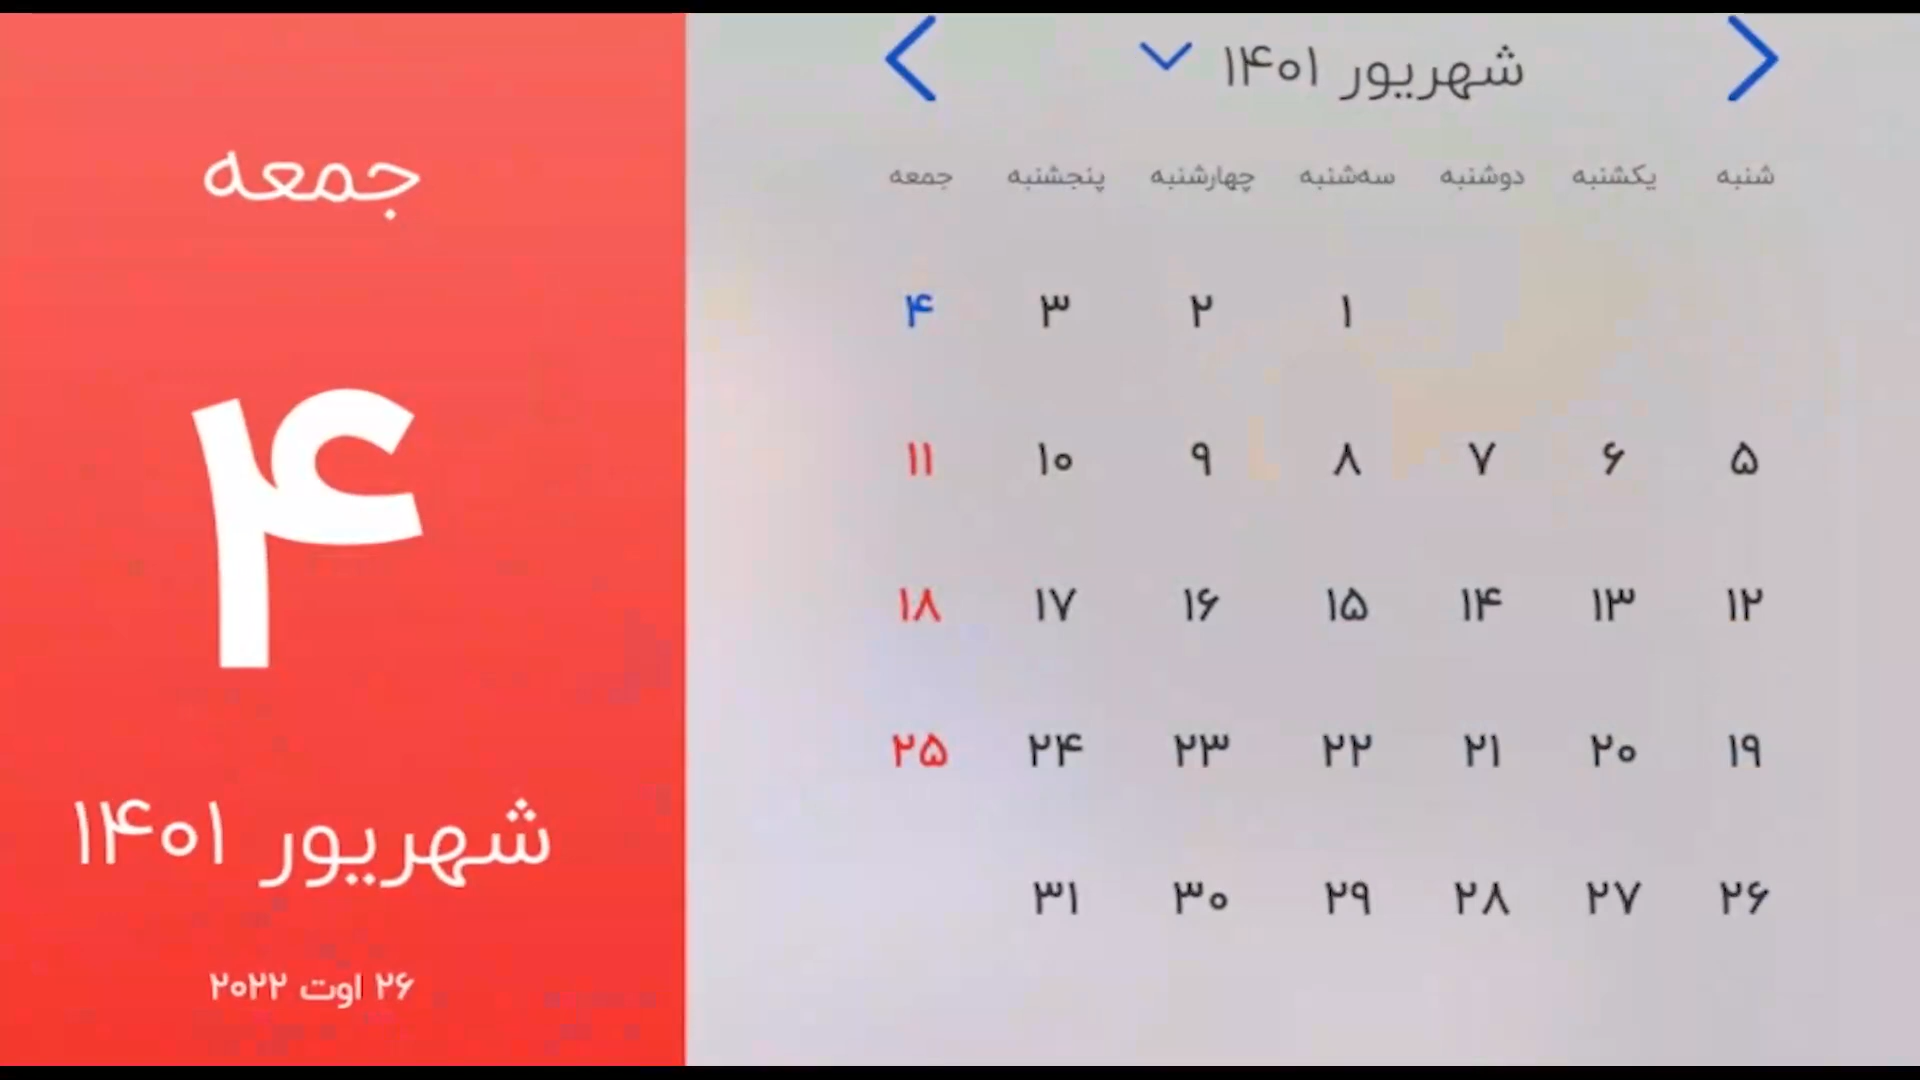 جمعه
۴
شهریور ۱۴۰۱
۲۶ اوت ۲۰۲۲
شهریور ۱۴۰۱
شنبه یکشنبه دوشنبه سه‌شنبه چهارشنبه پنجشنبه جمعه
۱ ۲ ۳ ۴
۵ ۶ ۷ ۸ ۹ ۱۰ ۱۱
۱۲ ۱۳ ۱۴ ۱۵ ۱۶ ۱۷ ۱۸
۱۹ ۲۰ ۲۱ ۲۲ ۲۳ ۲۴ ۲۵
۲۶ ۲۷ ۲۸ ۲۹ ۳۰ ۳۱